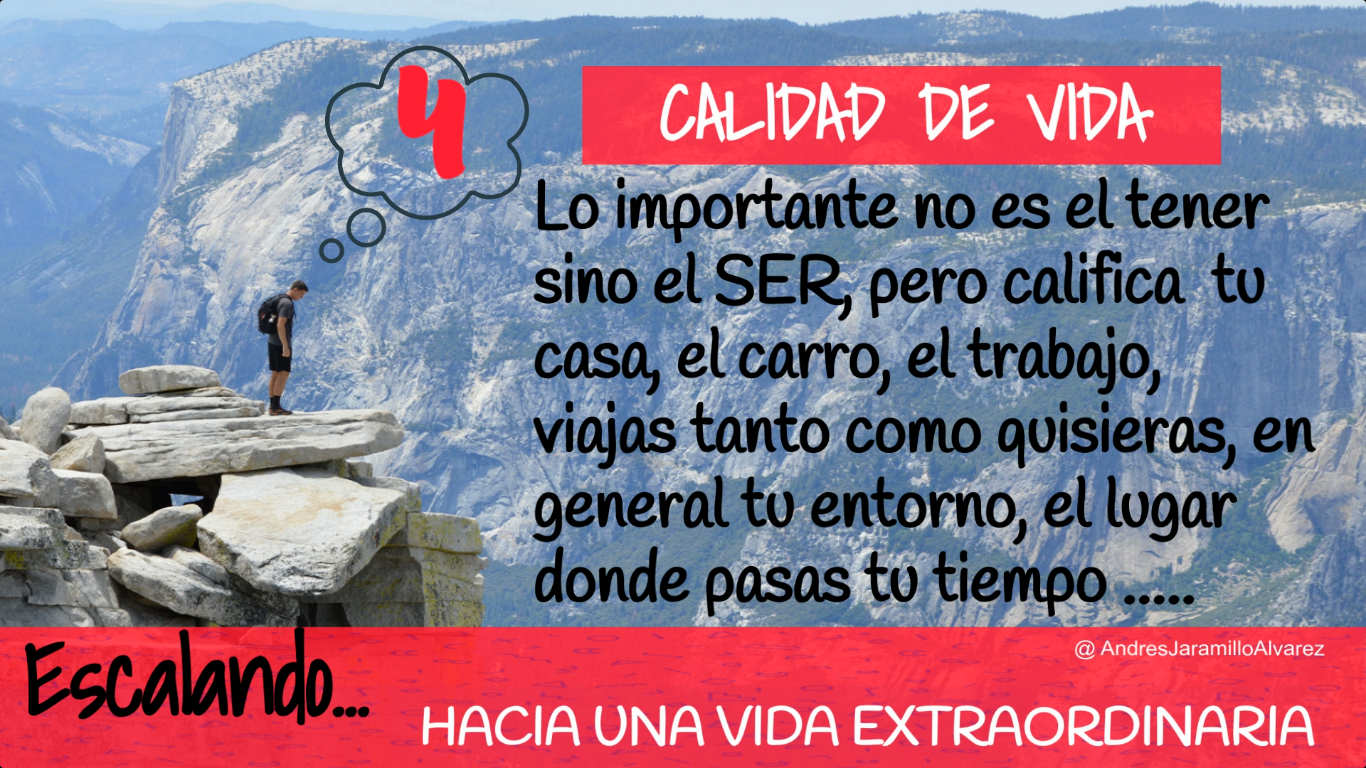 4
CALIDAD DE VIDA
Lo importante no es el tener
sino el SER, pero califica tu
casa, el carro, el trabajo,
viajas tanto como quisieras, en
general tu entorno, el lugar
donde pasas tu tiempo .....
@ AndresJaramilloAlvarez
Escalando...
HACIA UNA VIDA EXTRAORDINARIA